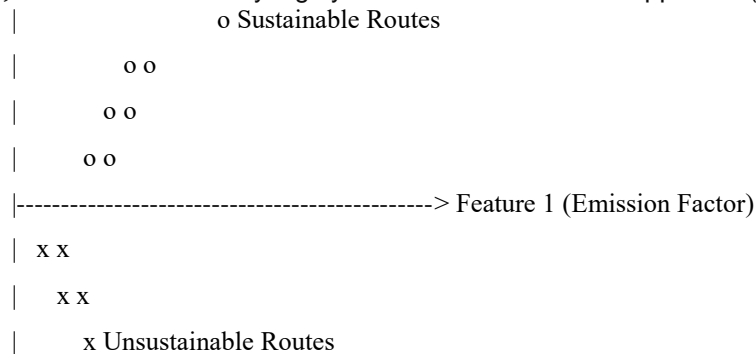 | o Sustainable Routes
| o o
| o o
| o o
|-----------------------------------------------> Feature 1 (Emission Factor)
| x x
| x x
| x Unsustainable Routes